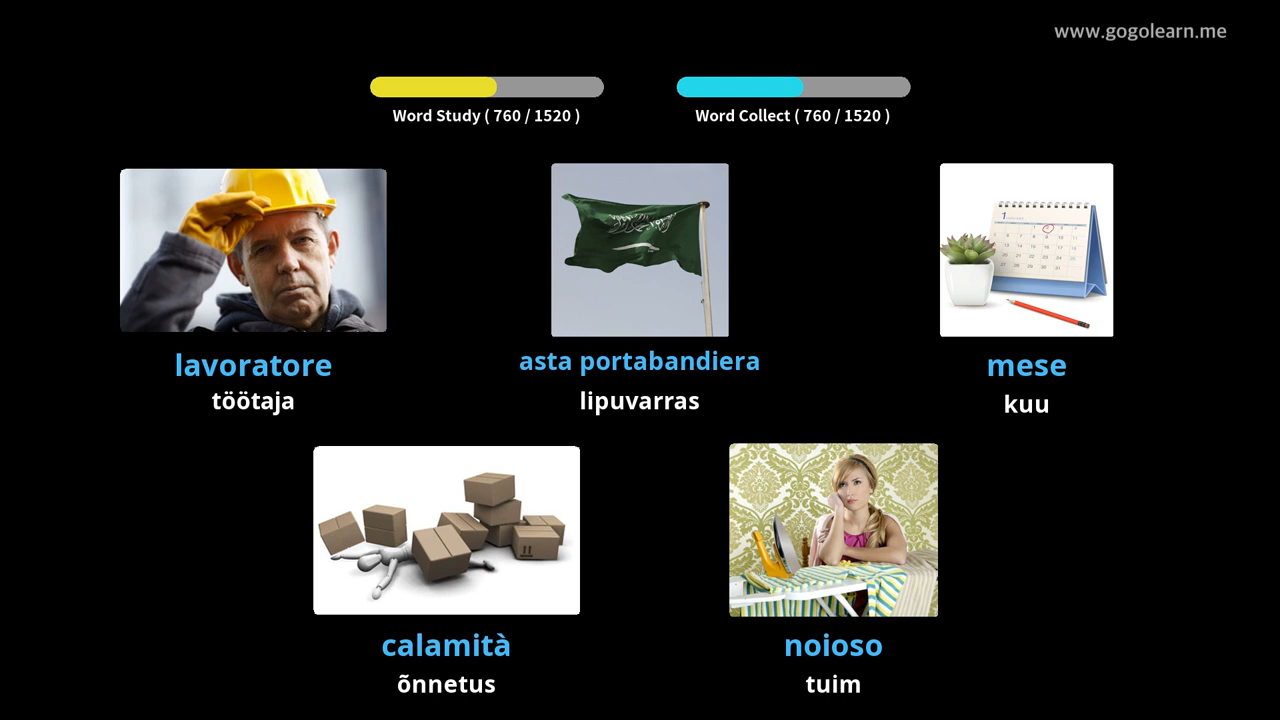 www.gogolearn.me
Word Study ( 760 / 1520 )
Word Collect ( 760 / 1520 )
lavoratore
töötaja
asta portabandiera
lipuvarras
mese
kuu
calamità
õnnetus
noioso
tuim